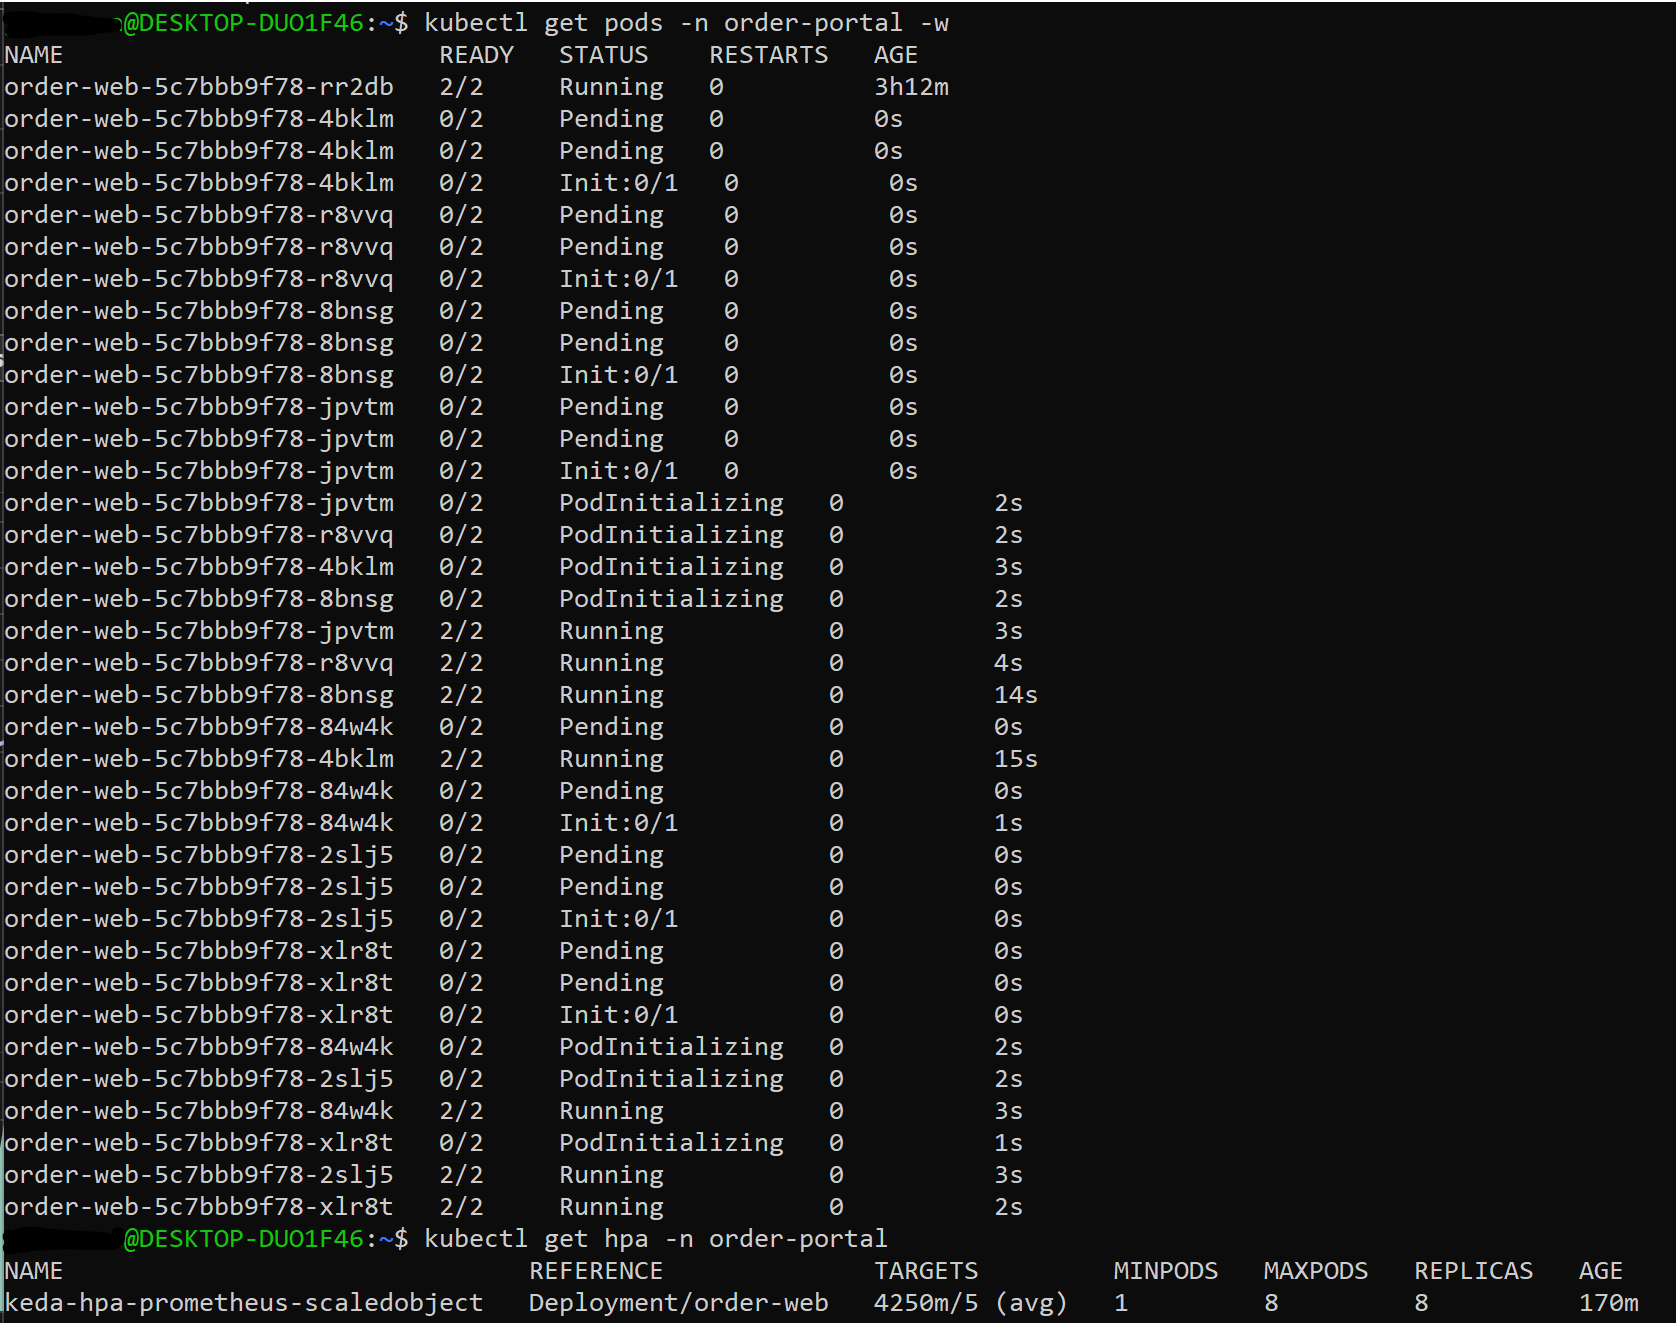 @DESKTOP-DUO1F46:~$ kubectl get pods -n order-portal -w
NAME READY STATUS RESTARTS AGE
order-web-5c7bbb9f78-rr2db 2/2 Running 0 3h12m
order-web-5c7bbb9f78-4bklm 0/2 Pending 0 0s
order-web-5c7bbb9f78-4bklm 0/2 Pending 0 0s
order-web-5c7bbb9f78-4bklm 0/2 Init:0/1 0 0s
order-web-5c7bbb9f78-r8vvq 0/2 Pending 0 0s
order-web-5c7bbb9f78-r8vvq 0/2 Pending 0 0s
order-web-5c7bbb9f78-r8vvq 0/2 Init:0/1 0 0s
order-web-5c7bbb9f78-8bnsg 0/2 Pending 0 0s
order-web-5c7bbb9f78-8bnsg 0/2 Pending 0 0s
order-web-5c7bbb9f78-8bnsg 0/2 Init:0/1 0 0s
order-web-5c7bbb9f78-jpvtm 0/2 Pending 0 0s
order-web-5c7bbb9f78-jpvtm 0/2 Pending 0 0s
order-web-5c7bbb9f78-jpvtm 0/2 Init:0/1 0 0s
order-web-5c7bbb9f78-jpvtm 0/2 PodInitializing 0 2s
order-web-5c7bbb9f78-r8vvq 0/2 PodInitializing 0 2s
order-web-5c7bbb9f78-4bklm 0/2 PodInitializing 0 3s
order-web-5c7bbb9f78-8bnsg 0/2 PodInitializing 0 2s
order-web-5c7bbb9f78-jpvtm 2/2 Running 0 3s
order-web-5c7bbb9f78-r8vvq 2/2 Running 0 4s
order-web-5c7bbb9f78-8bnsg 2/2 Running 0 14s
order-web-5c7bbb9f78-84w4k 0/2 Pending 0 0s
order-web-5c7bbb9f78-4bklm 2/2 Running 0 15s
order-web-5c7bbb9f78-84w4k 0/2 Pending 0 0s
order-web-5c7bbb9f78-84w4k 0/2 Init:0/1 0 1s
order-web-5c7bbb9f78-2slj5 0/2 Pending 0 0s
order-web-5c7bbb9f78-2slj5 0/2 Pending 0 0s
order-web-5c7bbb9f78-2slj5 0/2 Init:0/1 0 0s
order-web-5c7bbb9f78-xlr8t 0/2 Pending 0 0s
order-web-5c7bbb9f78-xlr8t 0/2 Pending 0 0s
order-web-5c7bbb9f78-xlr8t 0/2 Init:0/1 0 0s
order-web-5c7bbb9f78-84w4k 0/2 PodInitializing 0 2s
order-web-5c7bbb9f78-2slj5 0/2 PodInitializing 0 2s
order-web-5c7bbb9f78-84w4k 2/2 Running 0 3s
order-web-5c7bbb9f78-xlr8t 0/2 PodInitializing 0 1s
order-web-5c7bbb9f78-2slj5 2/2 Running 0 3s
order-web-5c7bbb9f78-xlr8t 2/2 Running 0 2s
@DESKTOP-DUO1F46:~$ kubectl get hpa -n order-portal
NAME REFERENCE TARGETS MINPODS MAXPODS REPLICAS AGE
keda-hpa-prometheus-scaledobject Deployment/order-web 4250m/5 (avg) 1 8 8 170m